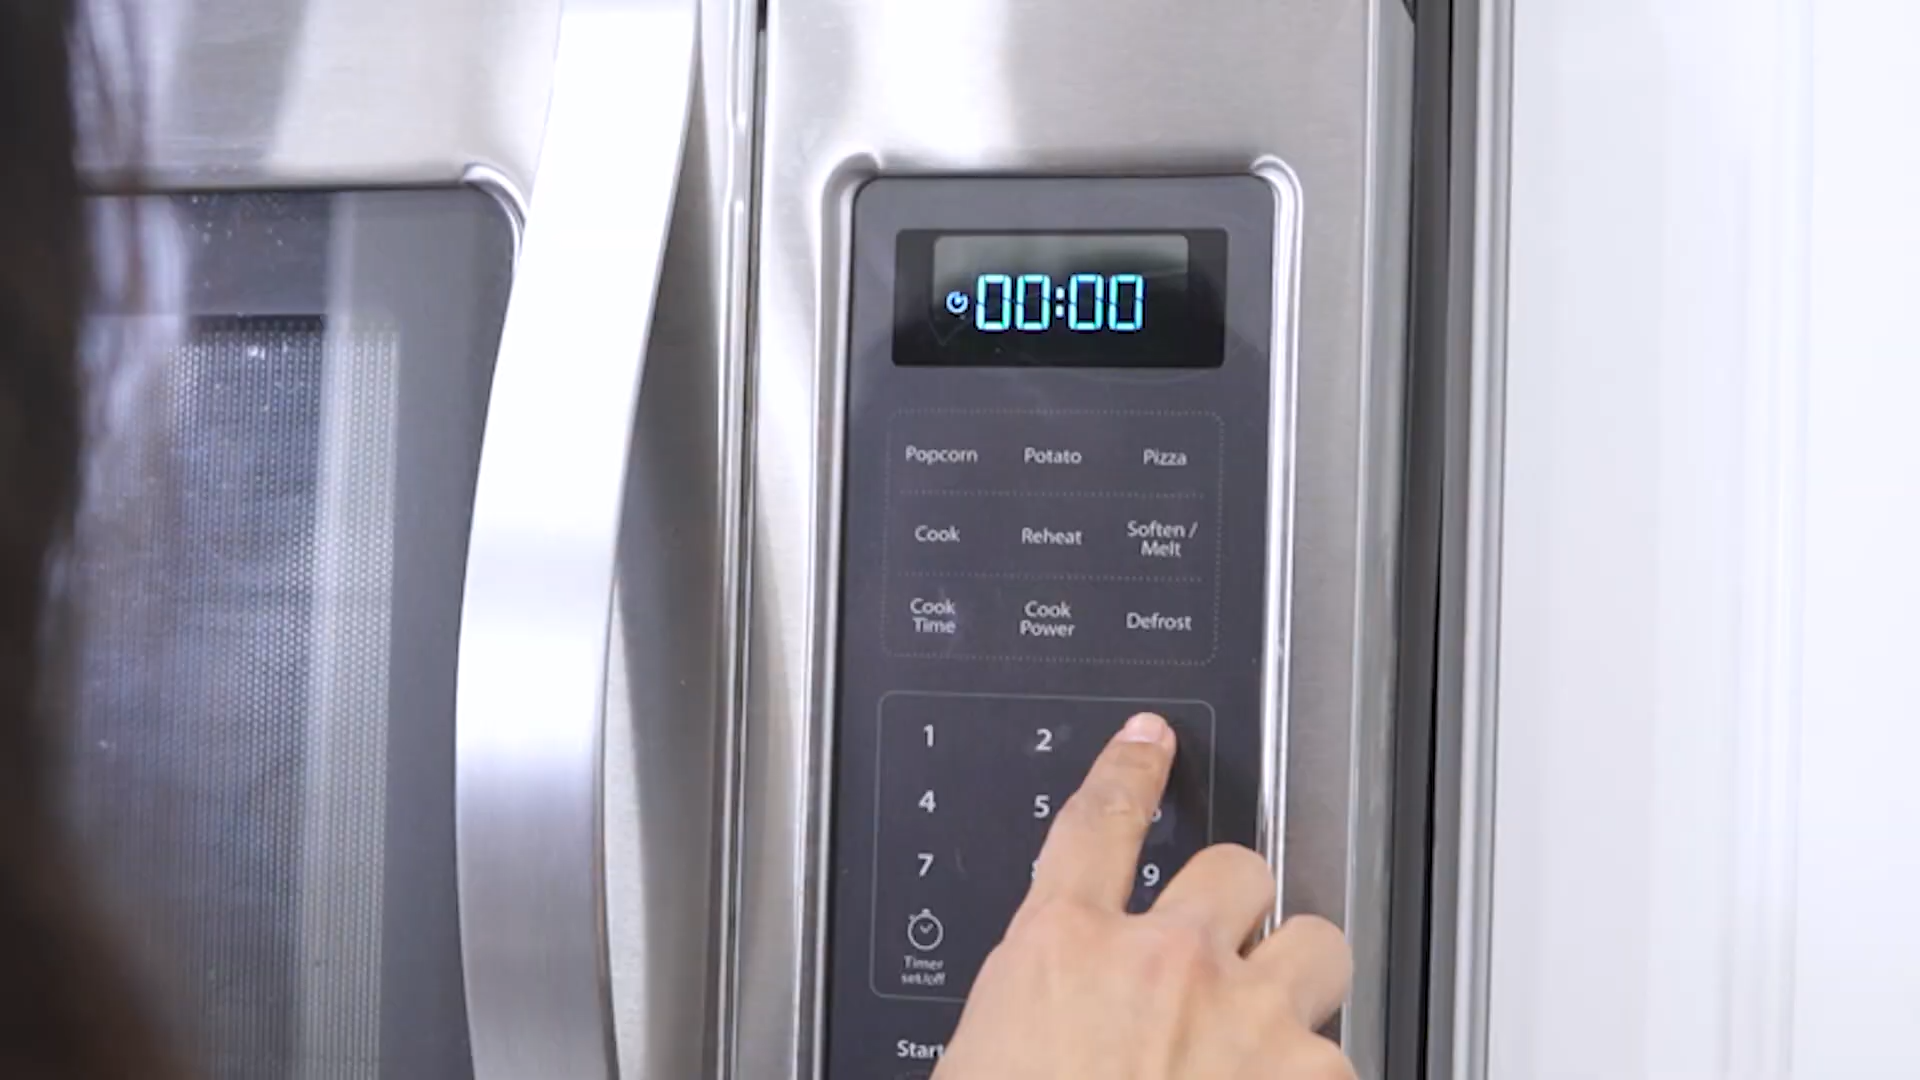 00:00
Popcorn Potato Pizza
Cook Reheat Soften /
Melt
Cook Cook Defrost
Time Power
1 2
4 5
7 9
Timer
set/off
Start